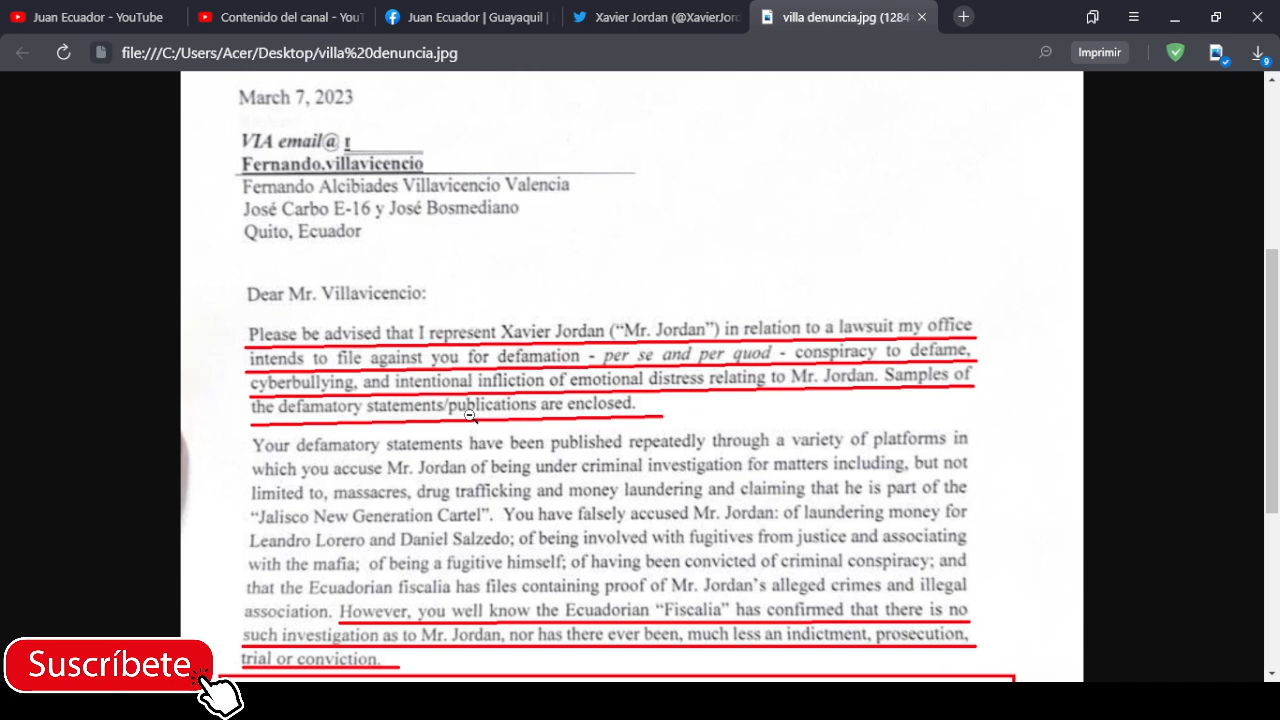 Juan Ecuador - YouTube
Contenido del canal - YouT
Juan Ecuador | Guayaquil |
Xavier Jordan (@XavierJord
villa denuncia.jpg (1284
file:///C:/Users/Acer/Desktop/villa%20denuncia.jpg
Imprimir
9
March 7, 2023
VIA email@ r
Fernando.villavicencio
Fernando Alcibiades Villavicencio Valencia
José Carbo E-16 y José Bosmediano
Quito, Ecuador
Dear Mr. Villavicencio:
Please be advised that I represent Xavier Jordan (“Mr. Jordan”) in relation to a lawsuit my office
intends to file against you for defamation - per se and per quod - conspiracy to defame,
cyberbullying, and intentional infliction of emotional distress relating to Mr. Jordan. Samples of
the defamatory statements/publications are enclosed.
Your defamatory statements have been published repeatedly through a variety of platforms in
which you accuse Mr. Jordan of being under criminal investigation for matters including, but not
limited to, massacres, drug trafficking and money laundering and claiming that he is part of the
“Jalisco New Generation Cartel”. You have falsely accused Mr. Jordan: of laundering money for
Leandro Lorero and Daniel Salzedo; of being involved with fugitives from justice and associating
with the mafia; of being a fugitive himself; of having been convicted of criminal conspiracy; and
that the Ecuadorian fiscalia has files containing proof of Mr. Jordan’s alleged crimes and illegal
association. However, you well know the Ecuadorian “Fiscalia” has confirmed that there is no
such investigation as to Mr. Jordan, nor has there ever been, much less an indictment, prosecution,
trial or conviction.
Suscríbete